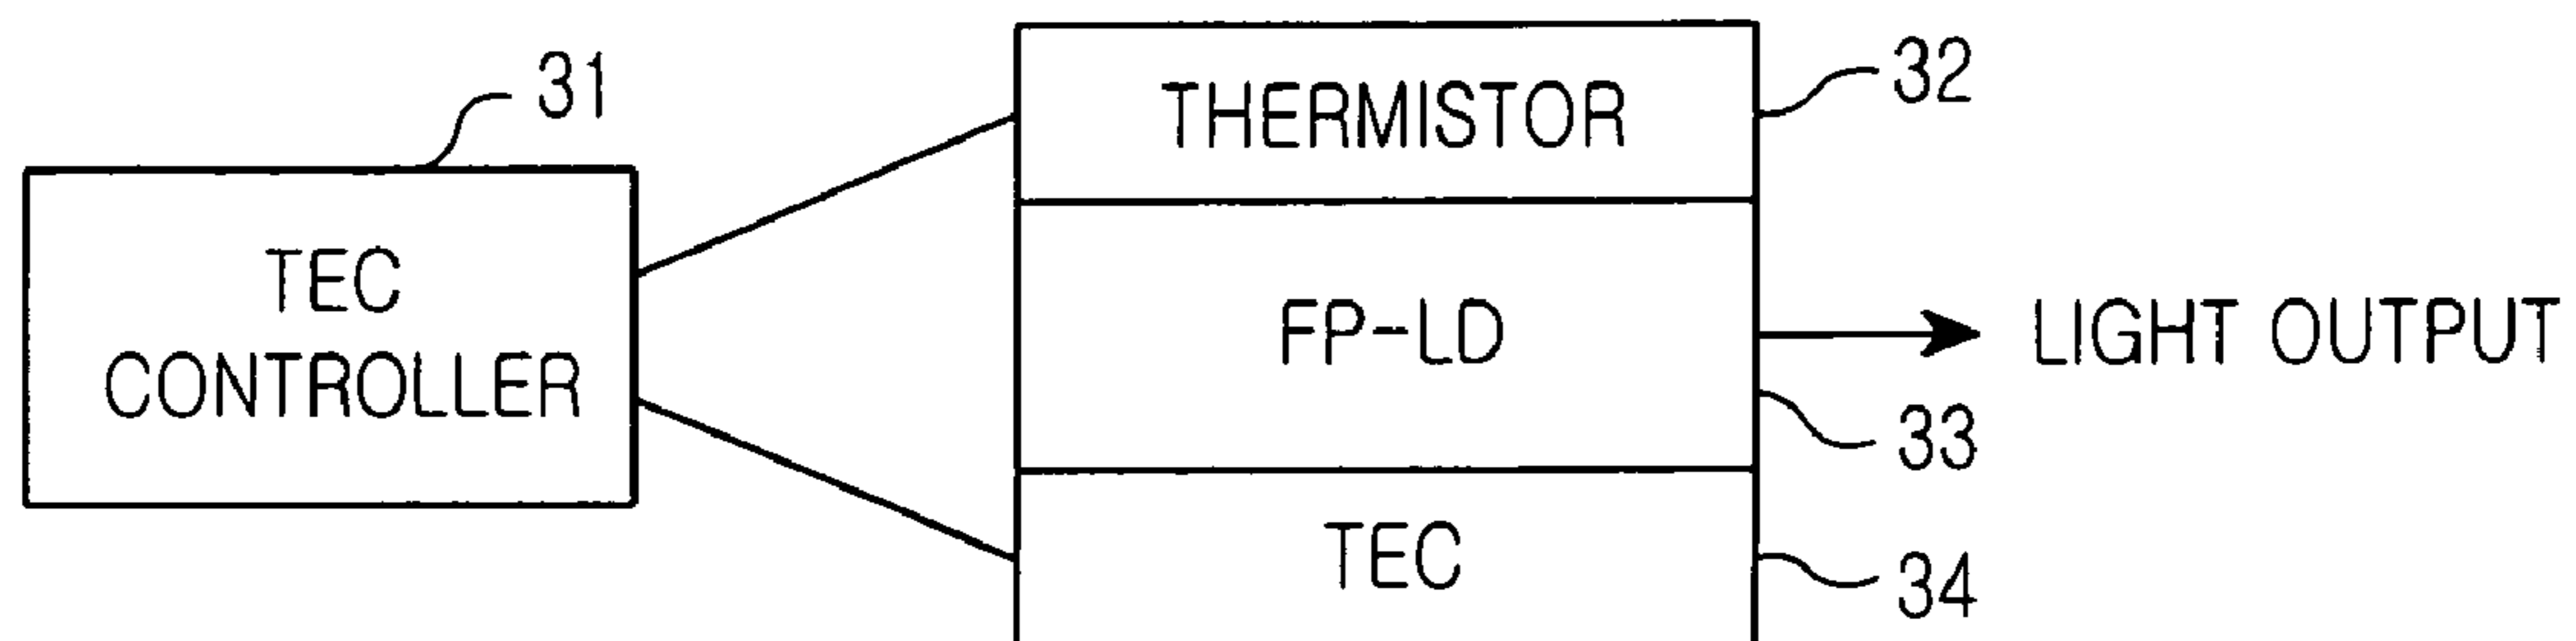 31
TEC
CONTROLLER
THERMISTOR
32
FP-LD
LIGHT OUTPUT
33
TEC
34